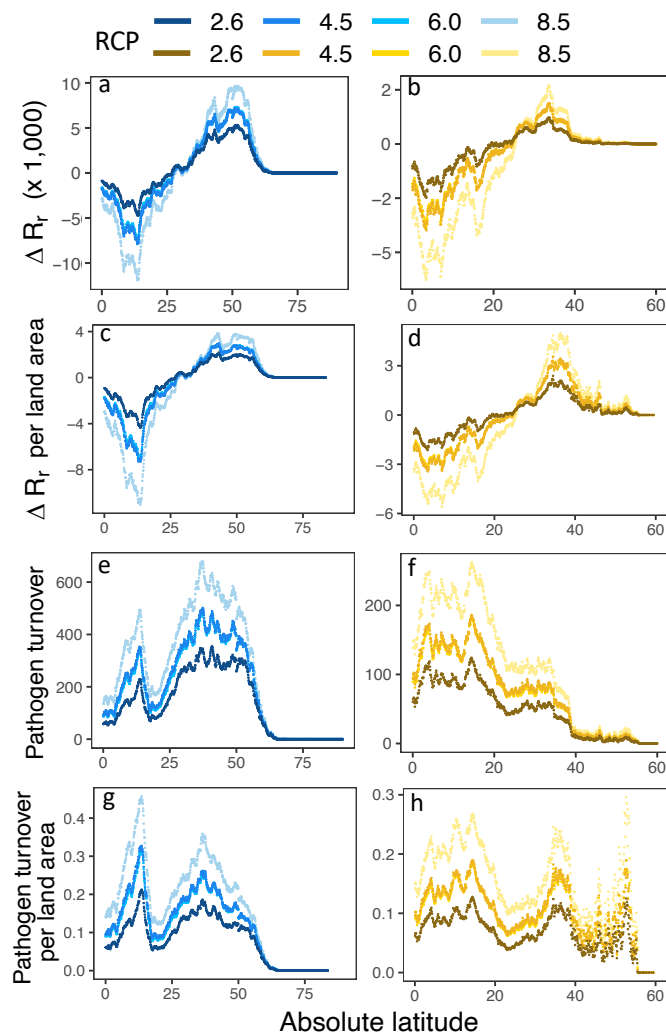 RCP 2.6 4.5 6.0 8.5
2.6 4.5 6.0 8.5
a
10
5
0
−5
−10
0 25 50 75
Δ Rr (x 1,000)
b
2
0
−2
−5
0 20 40 60
c
4
0
−4
−8
0 25 50 75
Δ Rr per land area
d
3
0
−3
−6
0 20 40 60
e
600
400
200
0
0 25 50 75
Pathogen turnover
f
200
100
0
0 20 40 60
g
0.4
0.3
0.2
0.1
0.0
0 25 50 75
Pathogen turnover
per land area
h
0.3
0.2
0.1
0.0
0 20 40 60
Absolute latitude